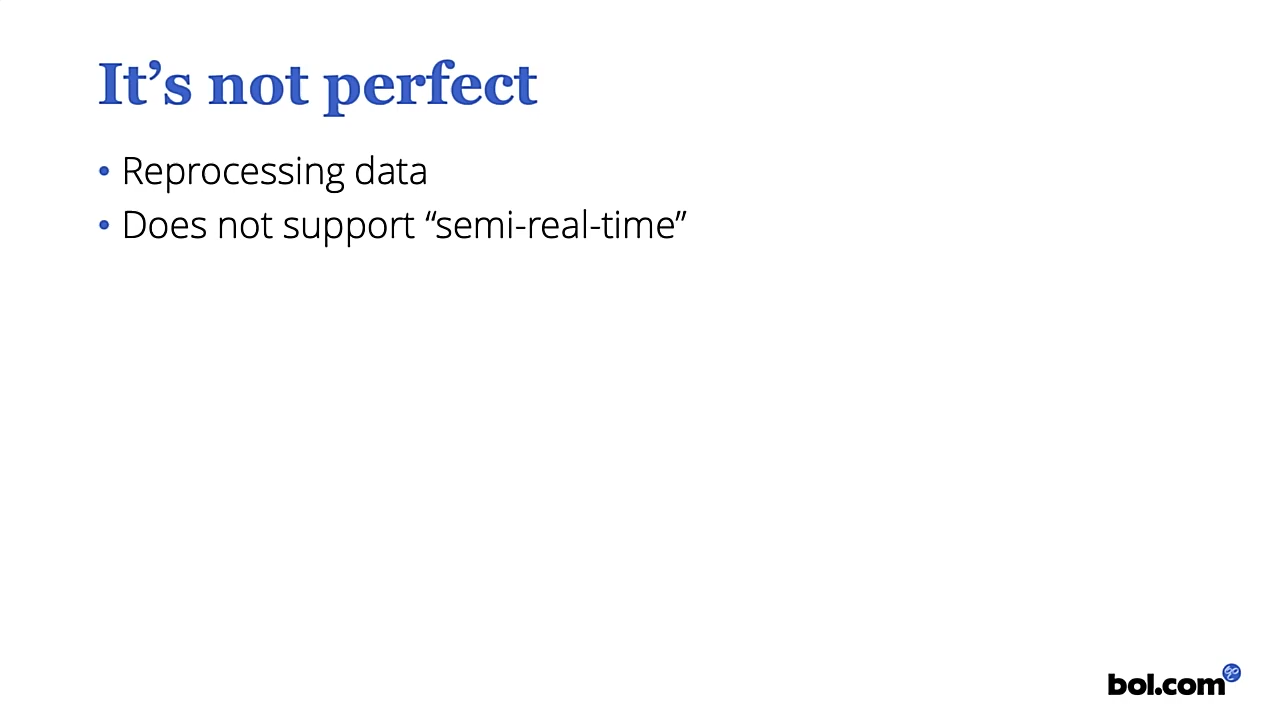 It’s not perfect
• Reprocessing data
• Does not support “semi-real-time”
bol.com